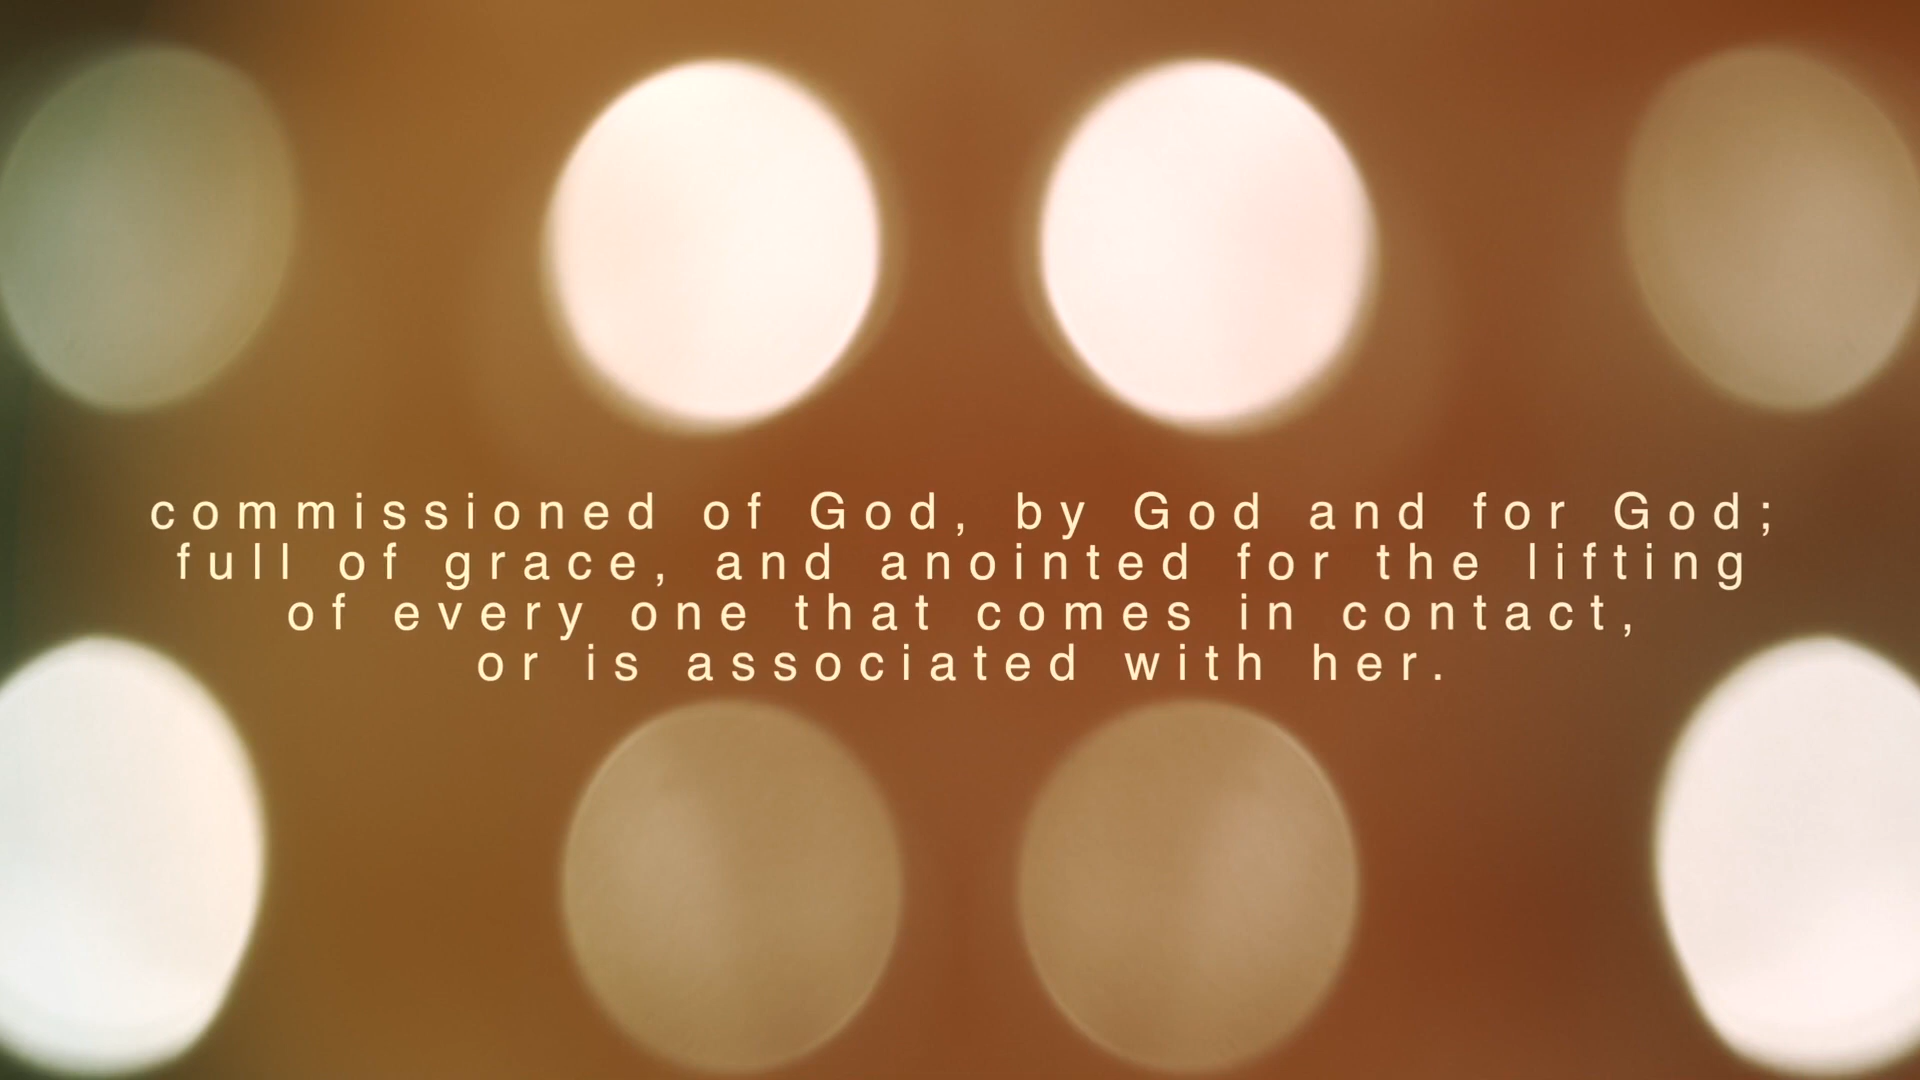 commissioned of God, by God and for God;
full of grace, and anointed for the lifting
of every one that comes in contact,
or is associated with her.